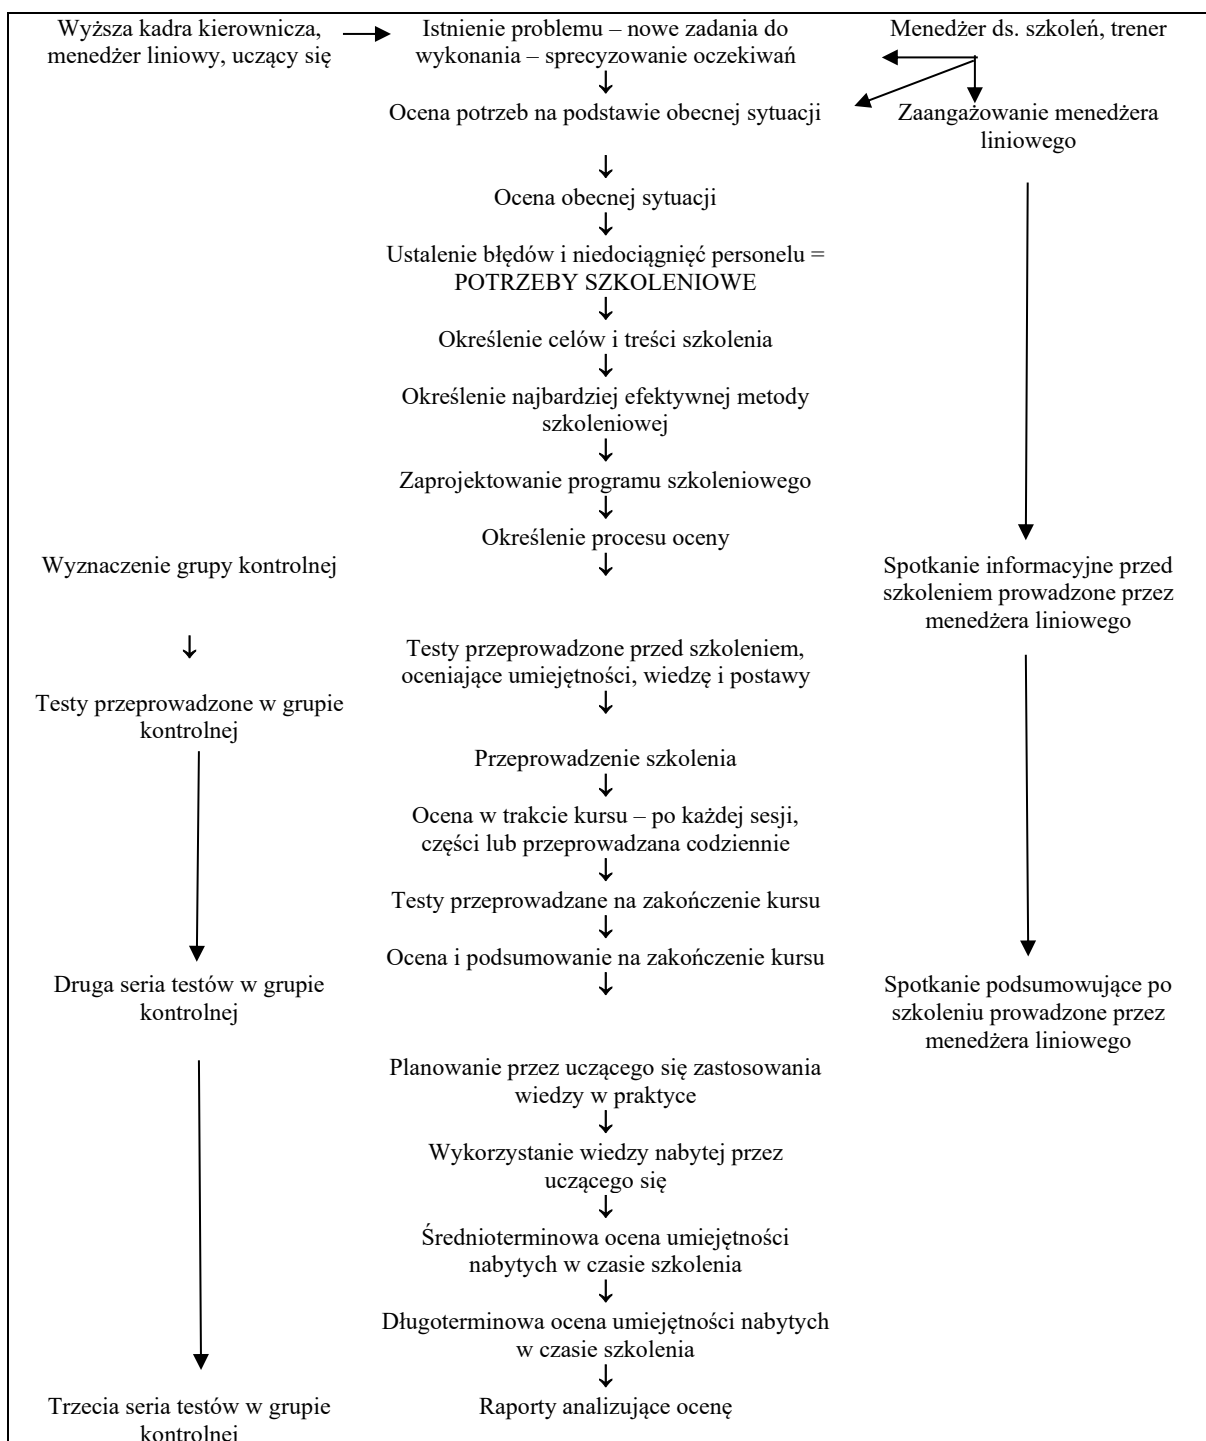 Wyższa kadra kierownicza,
menedżer liniowy, uczący się
Istnienie problemu – nowe zadania do
wykonania – sprecyzowanie oczekiwań
Menedżer ds. szkoleń, trener
Ocena potrzeb na podstawie obecnej sytuacji
Zaangażowanie menedżera
liniowego
Ocena obecnej sytuacji
Ustalenie błędów i niedociągnięć personelu =
POTRZEBY SZKOLENIOWE
Określenie celów i treści szkolenia
Określenie najbardziej efektywnej metody
szkoleniowej
Zaprojektowanie programu szkoleniowego
Określenie procesu oceny
Wyznaczenie grupy kontrolnej
Spotkanie informacyjne przed
szkoleniem prowadzone przez
menedżera liniowego
Testy przeprowadzone przed szkoleniem,
oceniające umiejętności, wiedzę i postawy
Testy przeprowadzone w grupie
kontrolnej
Przeprowadzenie szkolenia
Ocena w trakcie kursu – po każdej sesji,
części lub przeprowadzana codziennie
Testy przeprowadzane na zakończenie kursu
Ocena i podsumowanie na zakończenie kursu
Druga seria testów w grupie
kontrolnej
Spotkanie podsumowujące po
szkoleniu prowadzone przez
menedżera liniowego
Planowanie przez uczącego się zastosowania
wiedzy w praktyce
Wykorzystanie wiedzy nabytej przez
uczącego się
Średnioterminowa ocena umiejętności
nabytych w czasie szkolenia
Długoterminowa ocena umiejętności nabytych
w czasie szkolenia
Trzecia seria testów w grupie
kontrolnej
Raporty analizujące ocenę